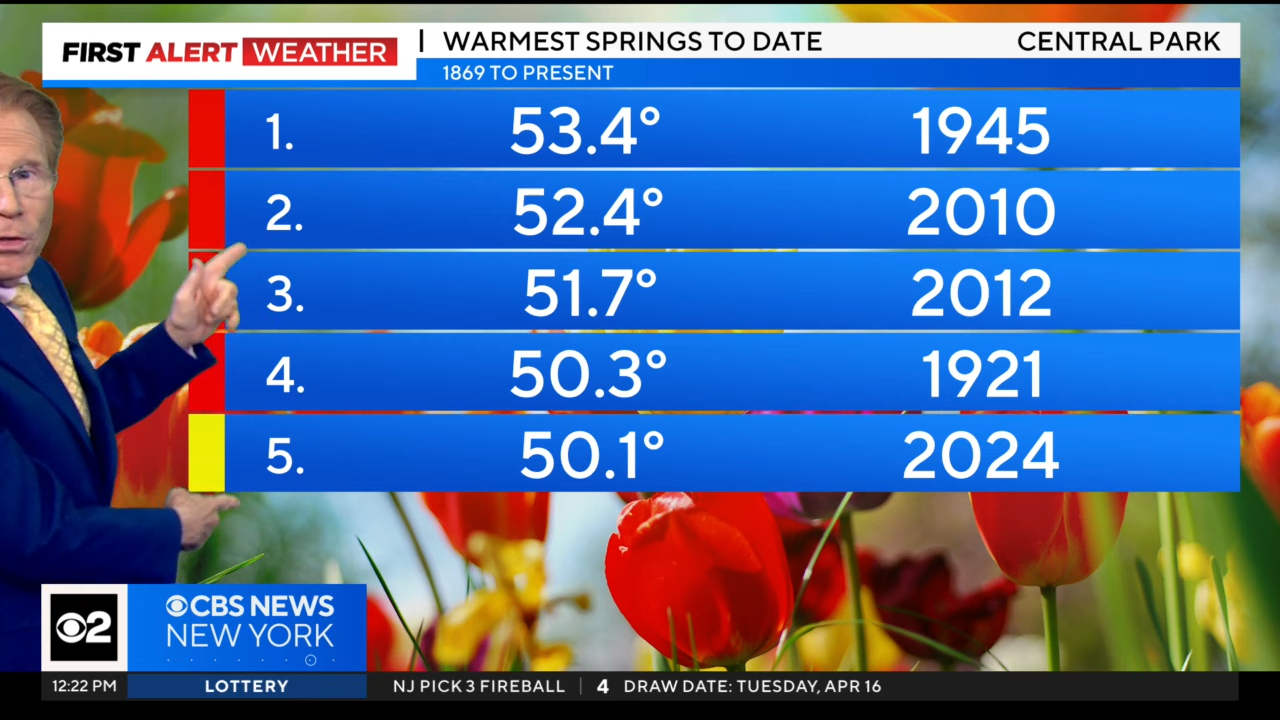 FIRST ALERT WEATHER
WARMEST SPRINGS TO DATE
CENTRAL PARK
1869 TO PRESENT
1. 53.4° 1945
2. 52.4° 2010
3. 51.7° 2012
4. 50.3° 1921
5. 50.1° 2024
2
CBS NEWS
NEW YORK
12:22 PM LOTTERY NJ PICK 3 FIREBALL | 4 DRAW DATE: TUESDAY, APR 16